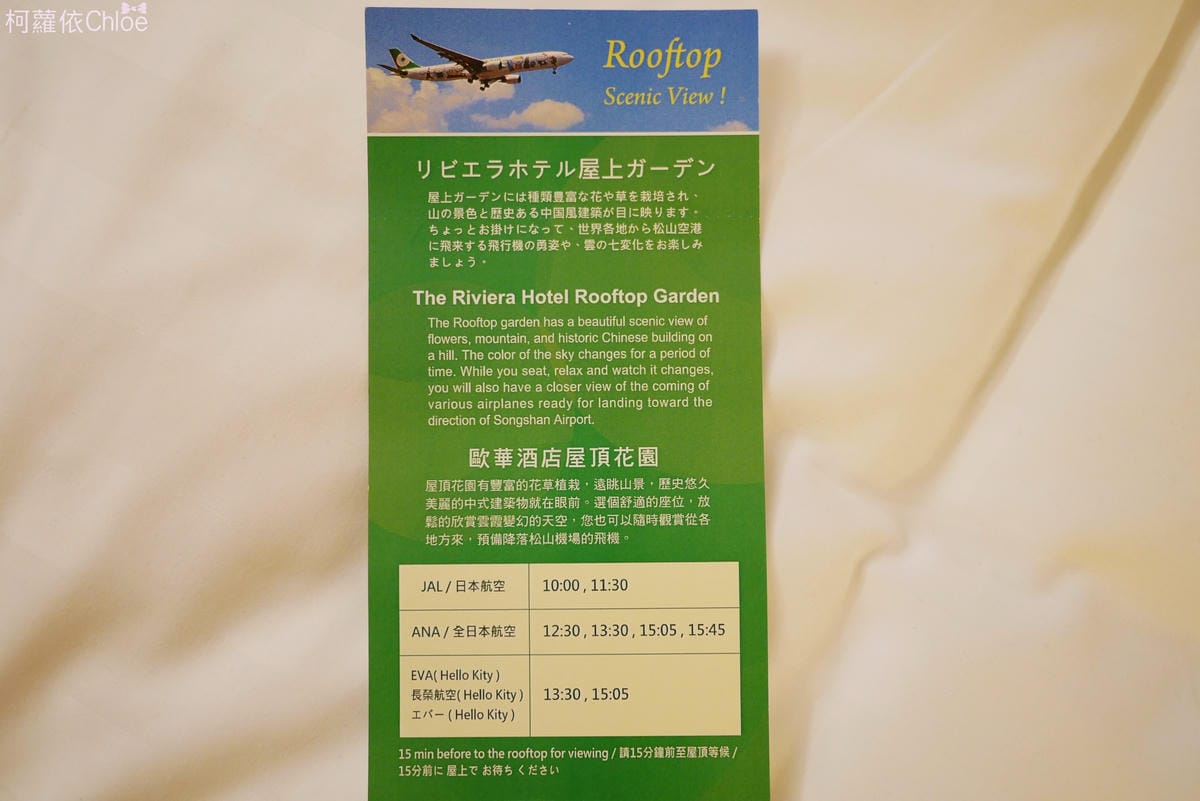 柯蘿依Chloe
Rooftop
Scenic View !
リビエラホテル屋上ガーデン
屋上ガーデンには種類豊富な花や草を栽培され、
山の景色と歴史ある中国風建築が目に映ります。
ちょっとお掛けになって、世界各地から松山空港
に飛来する飛行機の勇姿や、雲の七変化をお楽しみ
ましょう。
The Riviera Hotel Rooftop Garden
The Rooftop garden has a beautiful scenic view of
flowers, mountain, and historic Chinese building on
a hill. The color of the sky changes for a period of
time. While you seat, relax and watch it changes,
you will also have a closer view of the coming of
various airplanes ready for landing toward the
direction of Songshan Airport.
歐華酒店屋頂花園
屋頂花園有豐富的花草植栽，遠眺山景，歷史悠久
美麗的中式建築物就在眼前。選個舒適的座位，放
鬆的欣賞雲霞變幻的天空，您也可以隨時觀賞從各
地方來，預備降落松山機場的飛機。
JAL / 日本航空 10:00 , 11:30
ANA / 全日本航空 12:30 , 13:30 , 15:05 , 15:45
EVA( Hello Kity )
長榮航空( Hello Kity ) 13:30 , 15:05
エバー ( Hello Kity )
15 min before to the rooftop for viewing / 請15分鐘前至屋頂等候 /
15分前に 屋上で お待ち ください